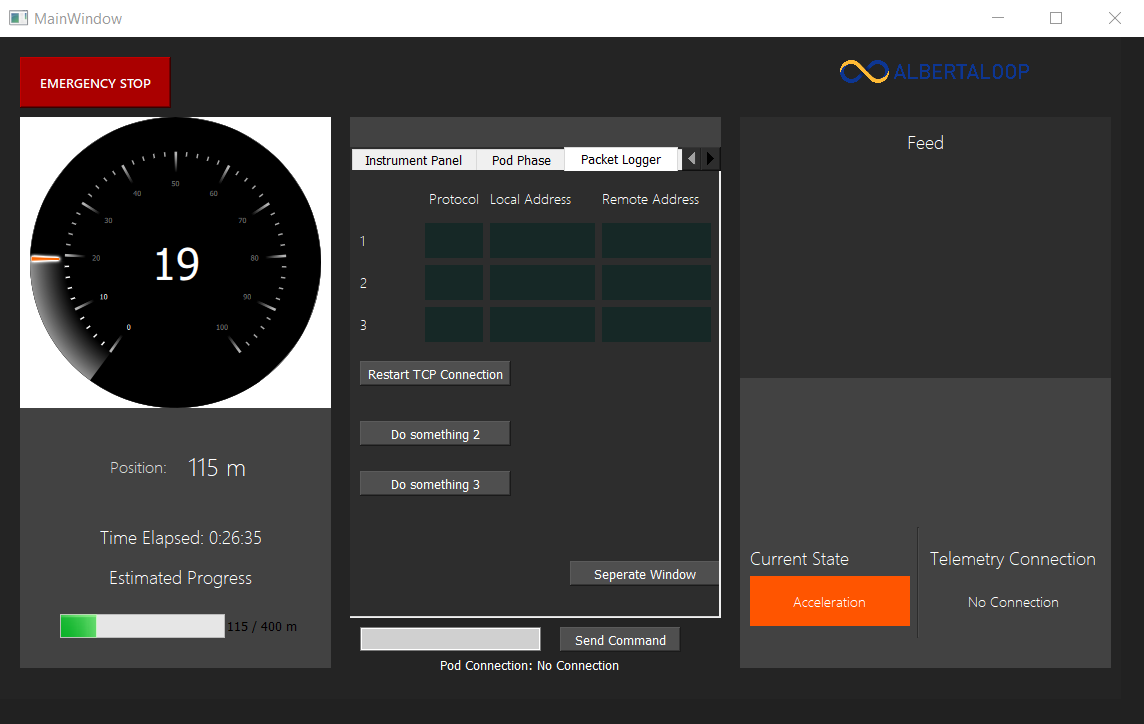 MainWindow
EMERGENCY STOP
ALBERTALOOP
50
40
60
30
70
20
19
80
10
90
0
100
Position: 115 m
Time Elapsed: 0:26:35
Estimated Progress
115 / 400 m
Instrument Panel Pod Phase Packet Logger
Protocol Local Address Remote Address
1
2
3
Restart TCP Connection
Do something 2
Do something 3
Seperate Window
Send Command
Pod Connection: No Connection
Feed
Current State
Acceleration
Telemetry Connection
No Connection